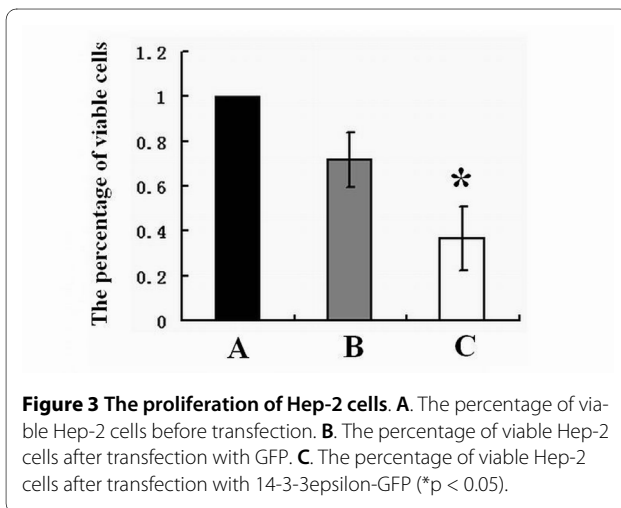 The percentage of viable cells
1.2
1
0.8
0.6
0.4
0.2
0
*
A B C
Figure 3 The proliferation of Hep-2 cells. A. The percentage of via-
ble Hep-2 cells before transfection. B. The percentage of viable Hep-2
cells after transfection with GFP. C. The percentage of viable Hep-2
cells after transfection with 14-3-3epsilon-GFP (*p < 0.05).